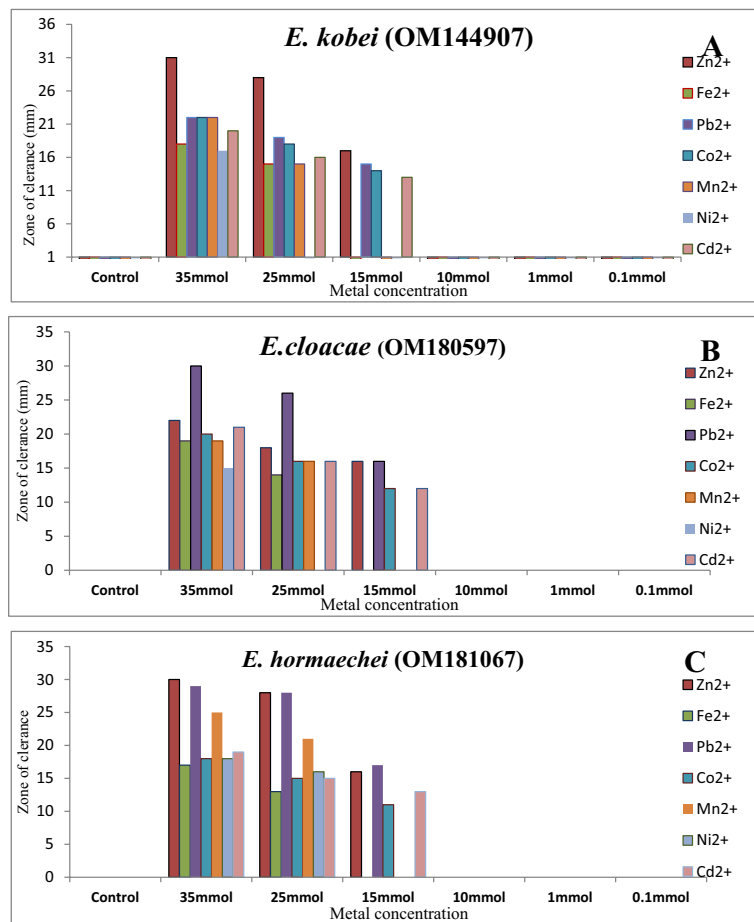 E. kobei (OM144907)
A
Zone of clerance (mm)
36
31
26
21
16
11
6
1
Control 35mmol 25mmol 15mmol 10mmol 1mmol 0.1mmol
Metal concentration
Zn2+
Fe2+
Pb2+
Co2+
Mn2+
Ni2+
Cd2+
E.cloacae (OM180597)
B
Zone of clerance (mm)
35
30
25
20
15
10
5
0
Control 35mmol 25mmol 15mmol 10mmol 1mmol 0.1mmol
Metal concentration
Zn2+
Fe2+
Pb2+
Co2+
Mn2+
Ni2+
Cd2+
E. hormaechei (OM181067)
C
Zone of clerance
35
30
25
20
15
10
5
0
Control 35mmol 25mmol 15mmol 10mmol 1mmol 0.1mmol
Metal concentration
Zn2+
Fe2+
Pb2+
Co2+
Mn2+
Ni2+
Cd2+